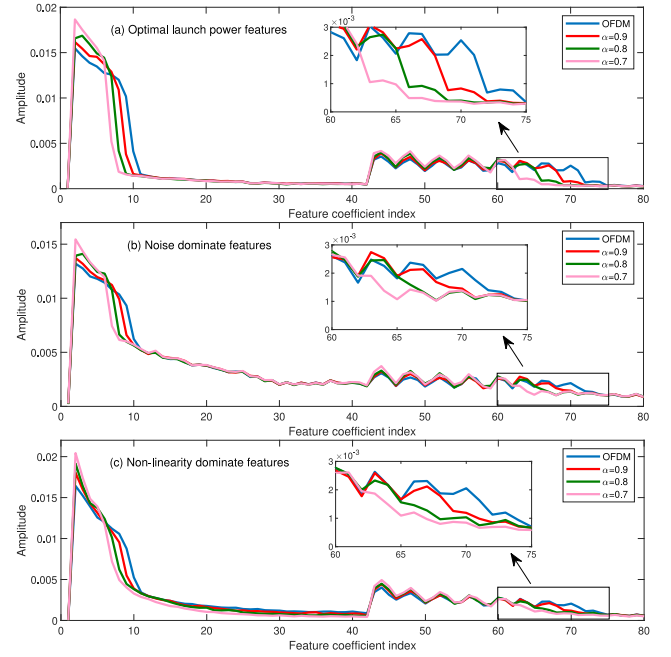 (a) Optimal launch power features
Amplitude
0.02
0.015
0.01
0.005
0
0 10 20 30 40 50 60 70 80
Feature coefficient index
OFDM
α=0.9
α=0.8
α=0.7
×10⁻³
3
2
1
0
60 65 70 75
(b) Noise dominate features
Amplitude
0.015
0.01
0.005
0
0 10 20 30 40 50 60 70 80
Feature coefficient index
OFDM
α=0.9
α=0.8
α=0.7
×10⁻³
3
2
1
0
60 65 70 75
(c) Non-linearity dominate features
Amplitude
0.02
0.015
0.01
0.005
0
0 10 20 30 40 50 60 70 80
Feature coefficient index
OFDM
α=0.9
α=0.8
α=0.7
×10⁻³
3
2
1
0
60 65 70 75